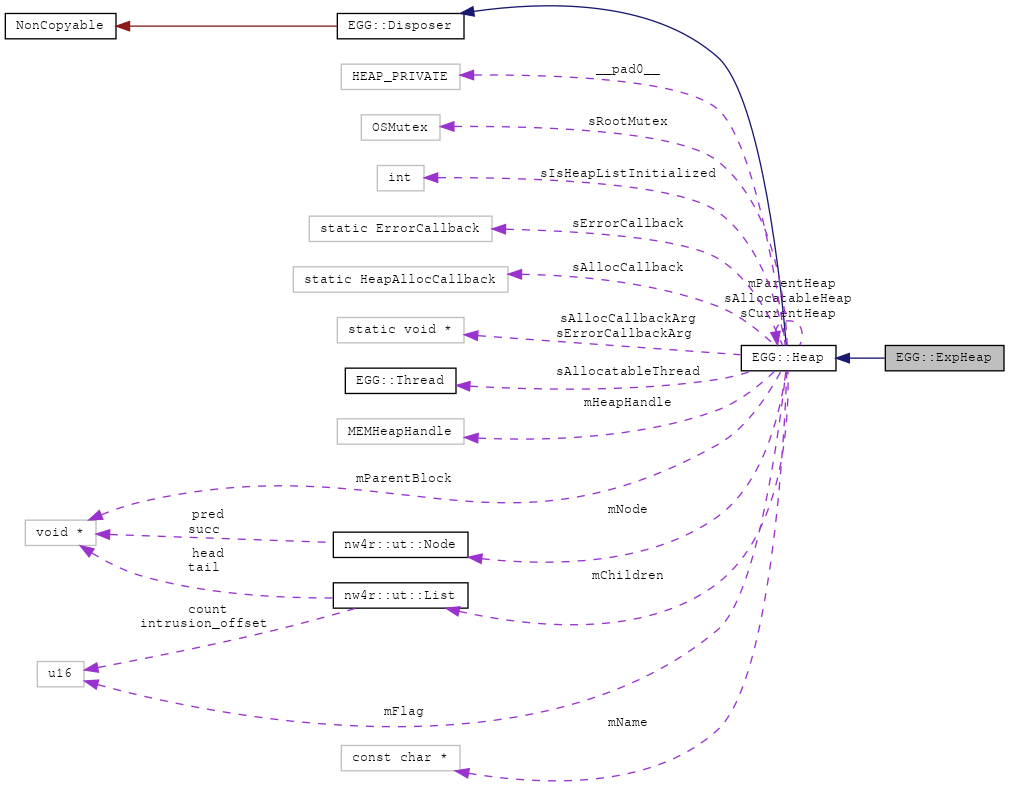 NonCopyable
EGG::Disposer
HEAP_PRIVATE
__pad0__
OSMutex
sRootMutex
int
sIsHeapListInitialized
static ErrorCallback
sErrorCallback
static HeapAllocCallback
sAllocCallback
mParentHeap
sAllocatableHeap
sCurrentHeap
static void *
sAllocCallbackArg
sErrorCallbackArg
EGG::Heap
EGG::ExpHeap
EGG::Thread
sAllocatableThread
MEMHeapHandle
mHeapHandle
mParentBlock
void *
pred
succ
nw4r::ut::Node
mNode
head
tail
nw4r::ut::List
mChildren
count
intrusion_offset
u16
mFlag
mName
const char *